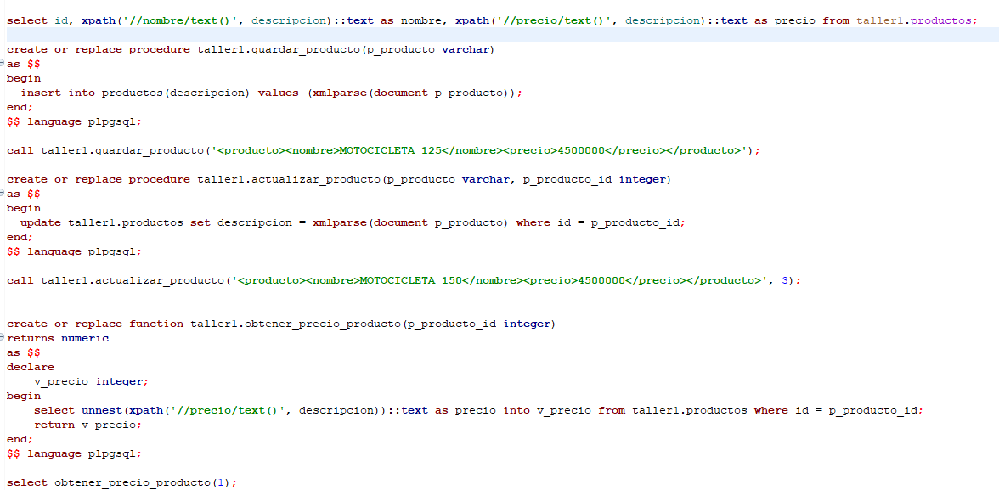 select id, xpath('//nombre/text()', descripcion)::text as nombre, xpath('//precio/text()', descripcion)::text as precio from taller1.productos;
create or replace procedure taller1.guardar_producto(p_producto varchar)
as $$
begin
insert into productos(descripcion) values (xmlparse(document p_producto));
end;
$$ language plpgsql;
call taller1.guardar_producto('<producto><nombre>MOTOCICLETA 125</nombre><precio>4500000</precio></producto>');
create or replace procedure taller1.actualizar_producto(p_producto varchar, p_producto_id integer)
as $$
begin
update taller1.productos set descripcion = xmlparse(document p_producto) where id = p_producto_id;
end;
$$ language plpgsql;
call taller1.actualizar_producto('<producto><nombre>MOTOCICLETA 150</nombre><precio>4500000</precio></producto>', 3);
create or replace function taller1.obtener_precio_producto(p_producto_id integer)
returns numeric
as $$
declare
v_precio integer;
begin
select unnest(xpath('//precio/text()', descripcion))::text as precio into v_precio from taller1.productos where id = p_producto_id;
return v_precio;
end;
$$ language plpgsql;
select obtener_precio_producto(1);